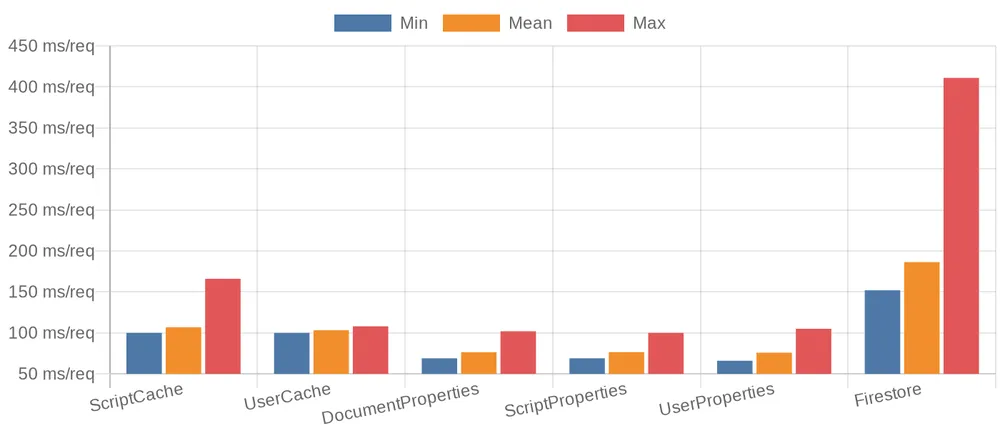 Min Mean Max
450 ms/req
400 ms/req
350 ms/req
300 ms/req
250 ms/req
200 ms/req
150 ms/req
100 ms/req
50 ms/req
ScriptCache UserCache DocumentProperties ScriptProperties UserProperties Firestore